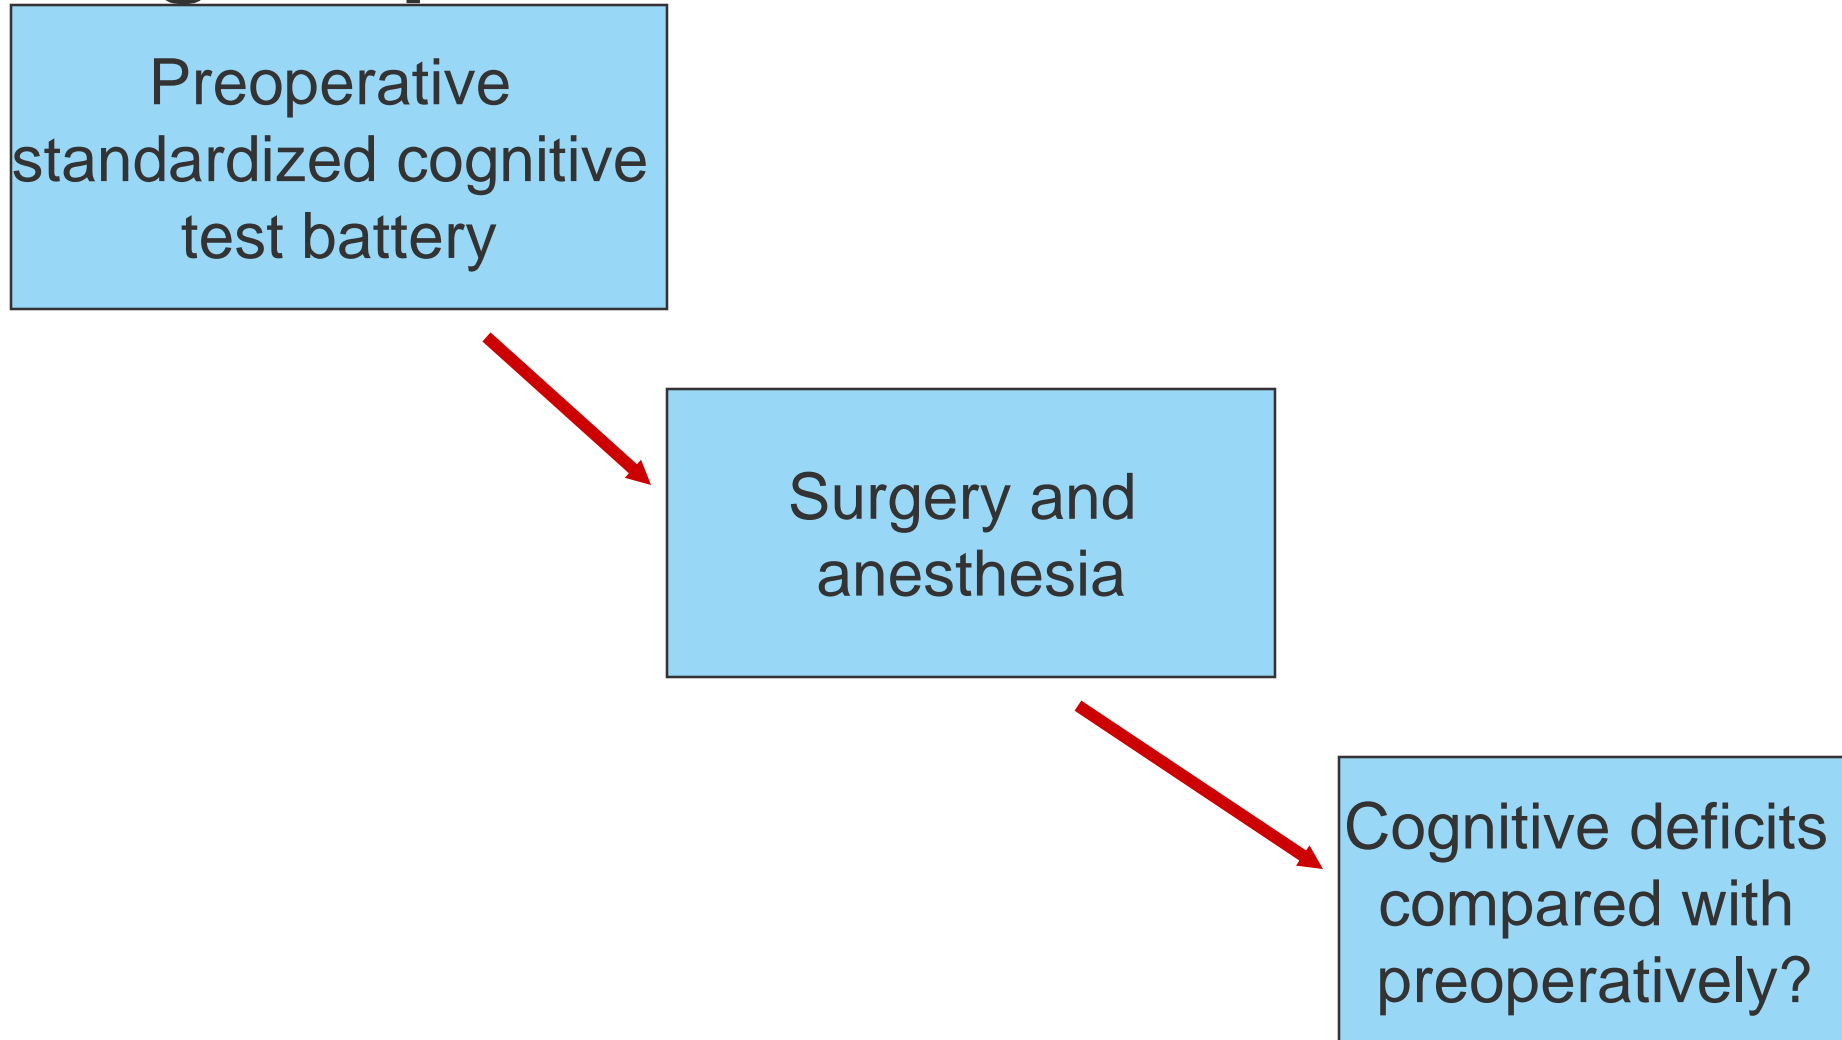 Preoperative
standardized cognitive
test battery
Surgery and
anesthesia
Cognitive deficits
compared with
preoperatively?